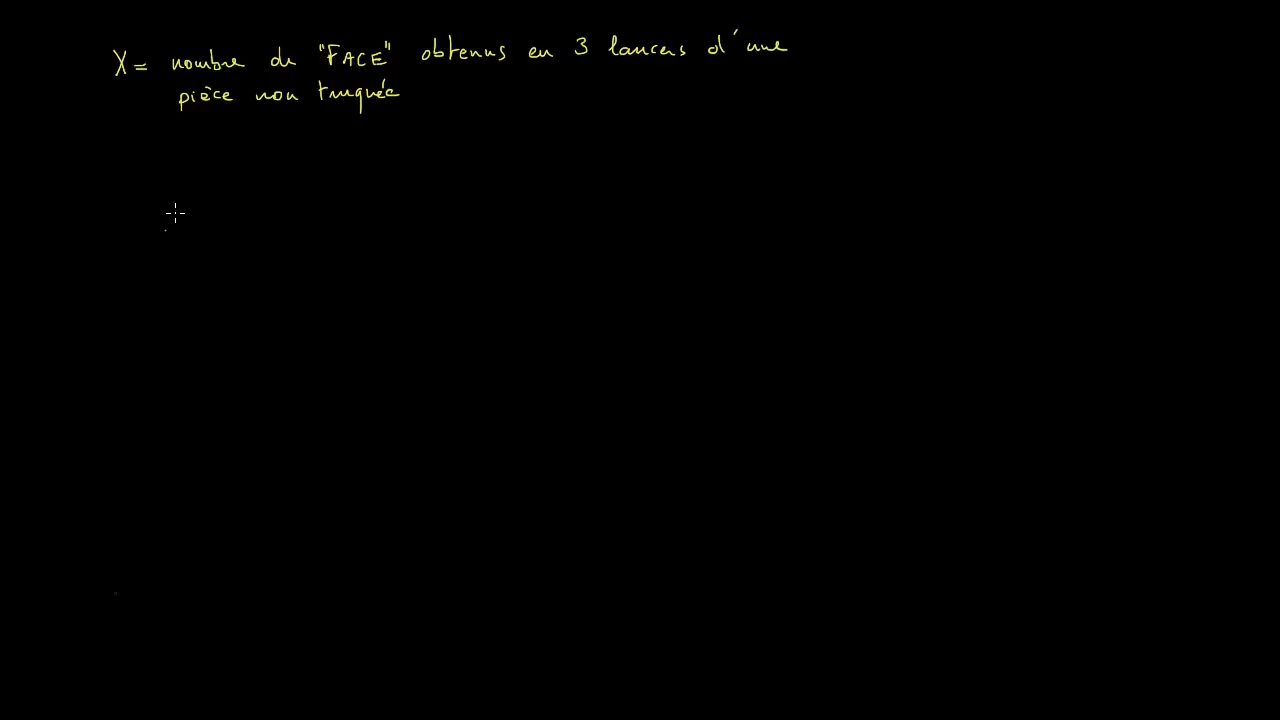 X = nombre de "FACE" obtenus en 3 lancers d'une
pièce non truquée